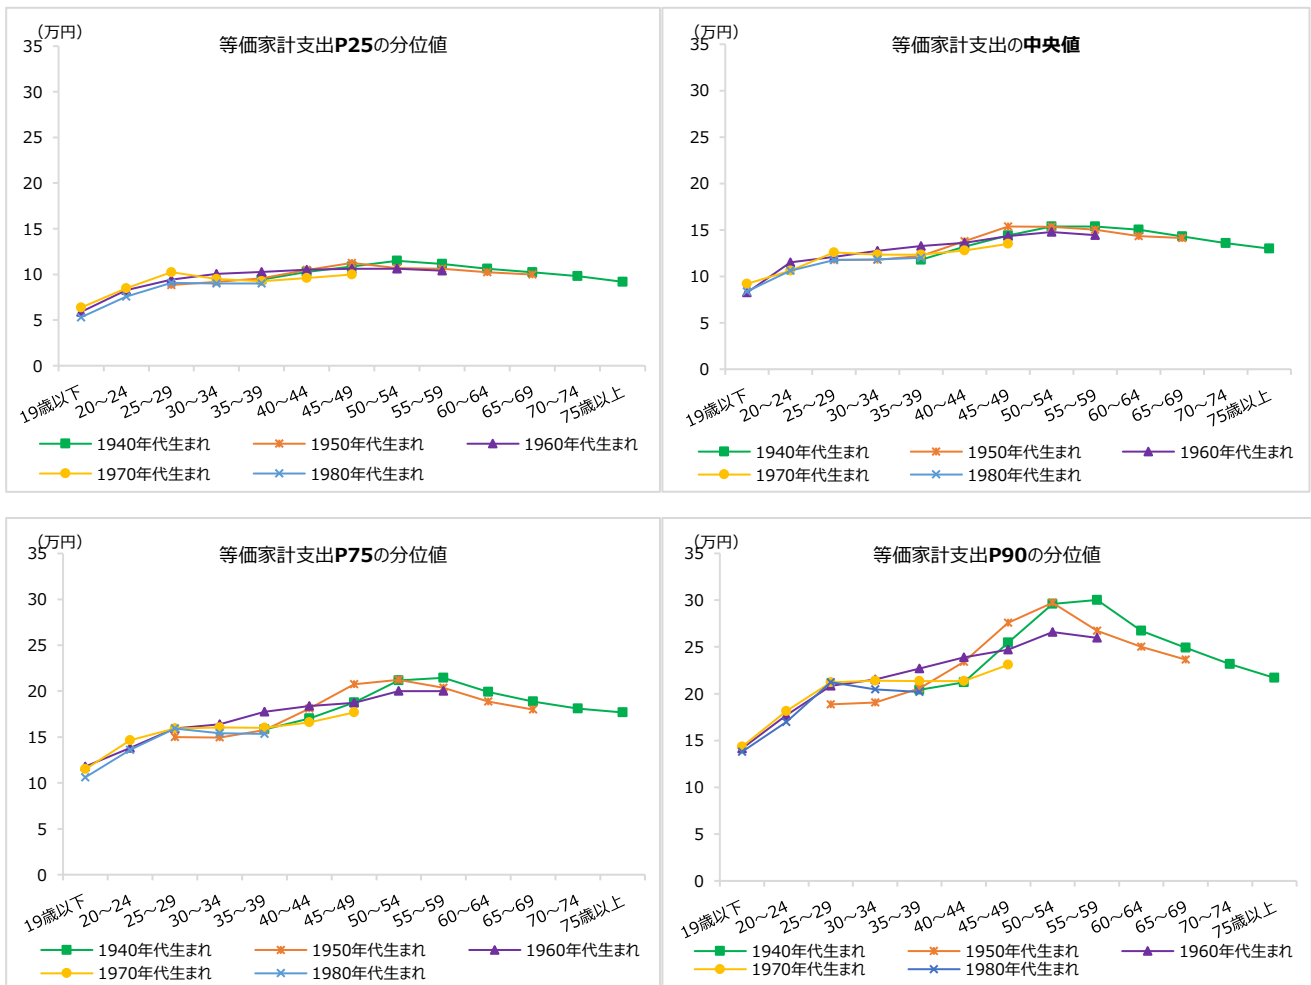 (万円)
等価家計支出P25の分位値
35
30
25
20
15
10
5
0
19歳以下
20～24
25～29
30～34
35～39
40～44
45～49
50～54
55～59
60～64
65～69
70～74
75歳以上
1940年代生まれ
1950年代生まれ
1960年代生まれ
1970年代生まれ
1980年代生まれ
(万円)
等価家計支出の中央値
35
30
25
20
15
10
5
0
19歳以下
20～24
25～29
30～34
35～39
40～44
45～49
50～54
55～59
60～64
65～69
70～74
75歳以上
1940年代生まれ
1950年代生まれ
1960年代生まれ
1970年代生まれ
1980年代生まれ
(万円)
等価家計支出P75の分位値
35
30
25
20
15
10
5
0
19歳以下
20～24
25～29
30～34
35～39
40～44
45～49
50～54
55～59
60～64
65～69
70～74
75歳以上
1940年代生まれ
1950年代生まれ
1960年代生まれ
1970年代生まれ
1980年代生まれ
(万円)
等価家計支出P90の分位値
35
30
25
20
15
10
5
0
19歳以下
20～24
25～29
30～34
35～39
40～44
45～49
50～54
55～59
60～64
65～69
70～74
75歳以上
1940年代生まれ
1950年代生まれ
1960年代生まれ
1970年代生まれ
1980年代生まれ